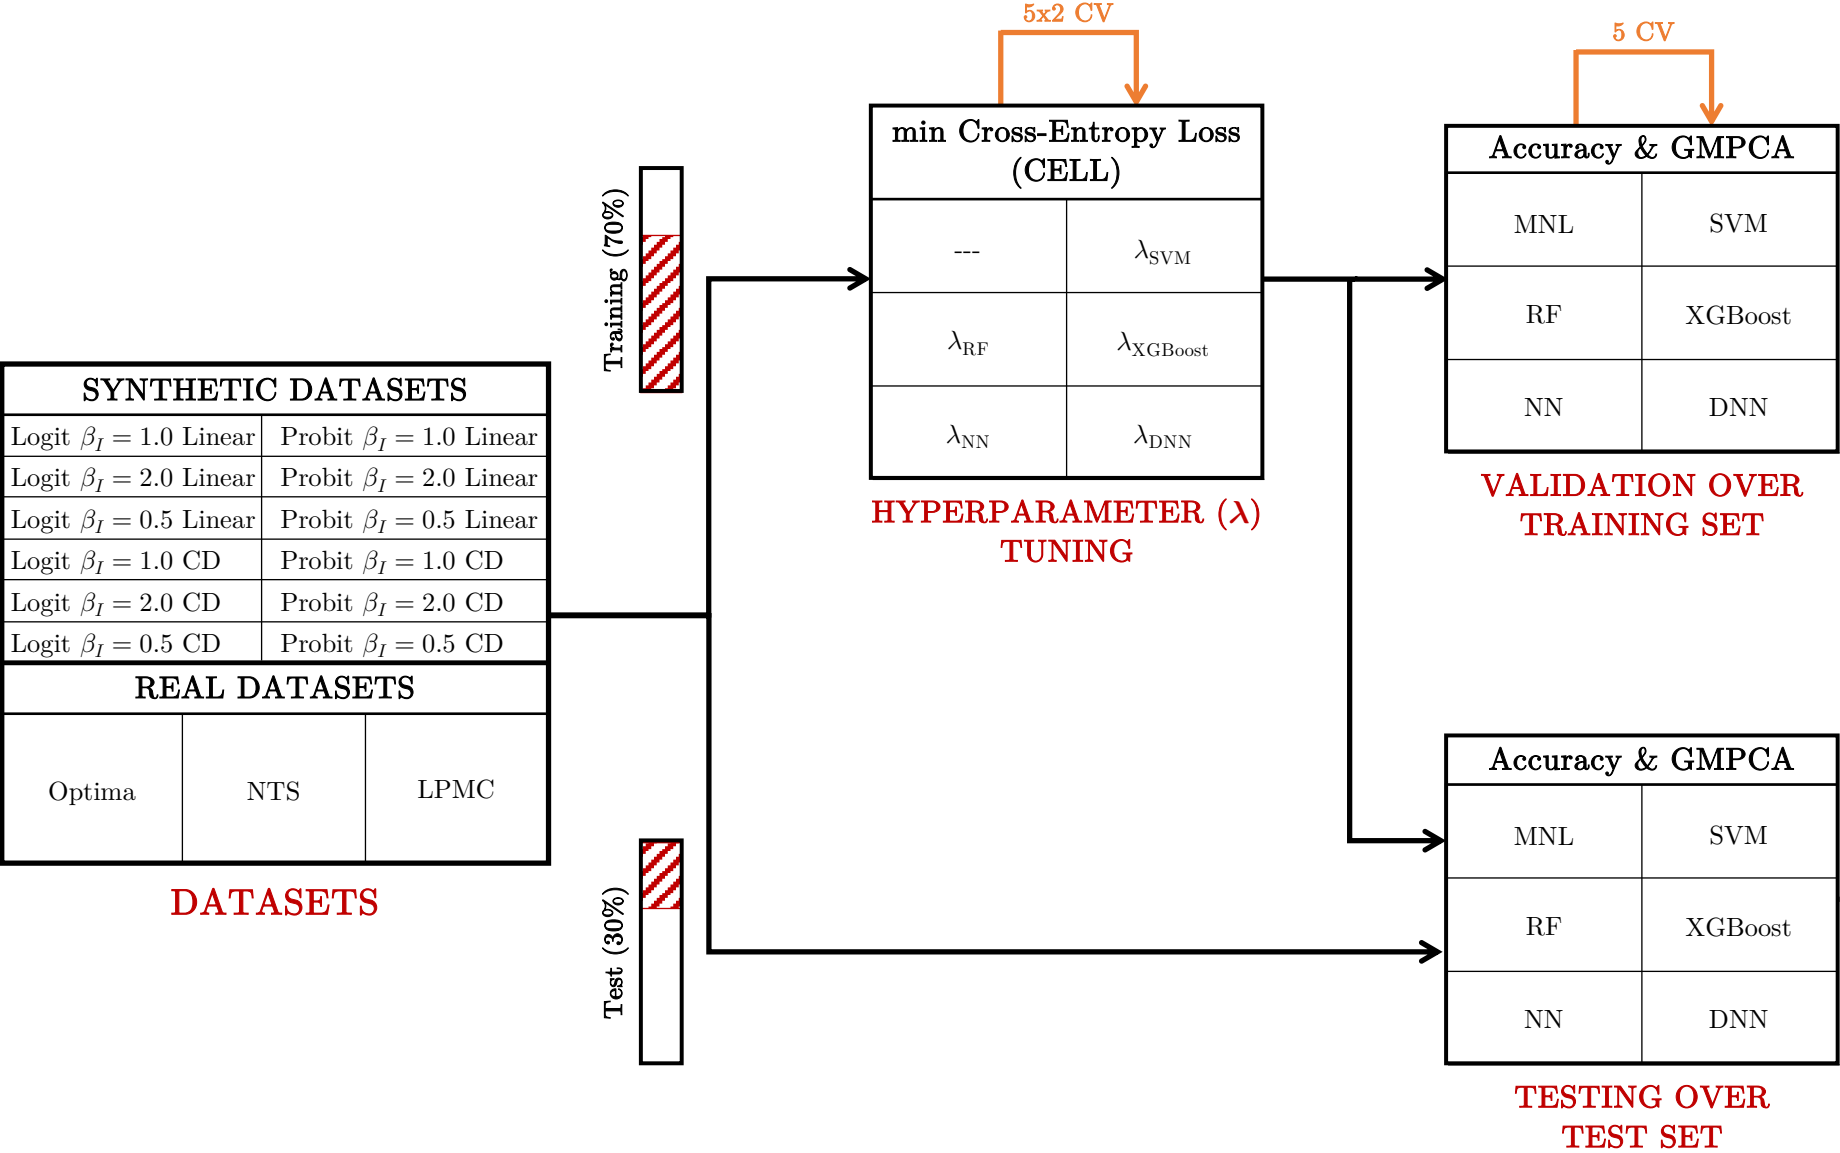 5x2 CV
5 CV
min Cross-Entropy Loss
(CELL)
---
λSVM
λRF
λXGBoost
λNN
λDNN
HYPERPARAMETER (λ)
TUNING
Accuracy & GMPCA
MNL
SVM
RF
XGBoost
NN
DNN
VALIDATION OVER
TRAINING SET
Training (70%)
SYNTHETIC DATASETS
Logit βI = 1.0 Linear
Probit βI = 1.0 Linear
Logit βI = 2.0 Linear
Probit βI = 2.0 Linear
Logit βI = 0.5 Linear
Probit βI = 0.5 Linear
Logit βI = 1.0 CD
Probit βI = 1.0 CD
Logit βI = 2.0 CD
Probit βI = 2.0 CD
Logit βI = 0.5 CD
Probit βI = 0.5 CD
REAL DATASETS
Optima
NTS
LPMC
DATASETS
Test (30%)
Accuracy & GMPCA
MNL
SVM
RF
XGBoost
NN
DNN
TESTING OVER
TEST SET